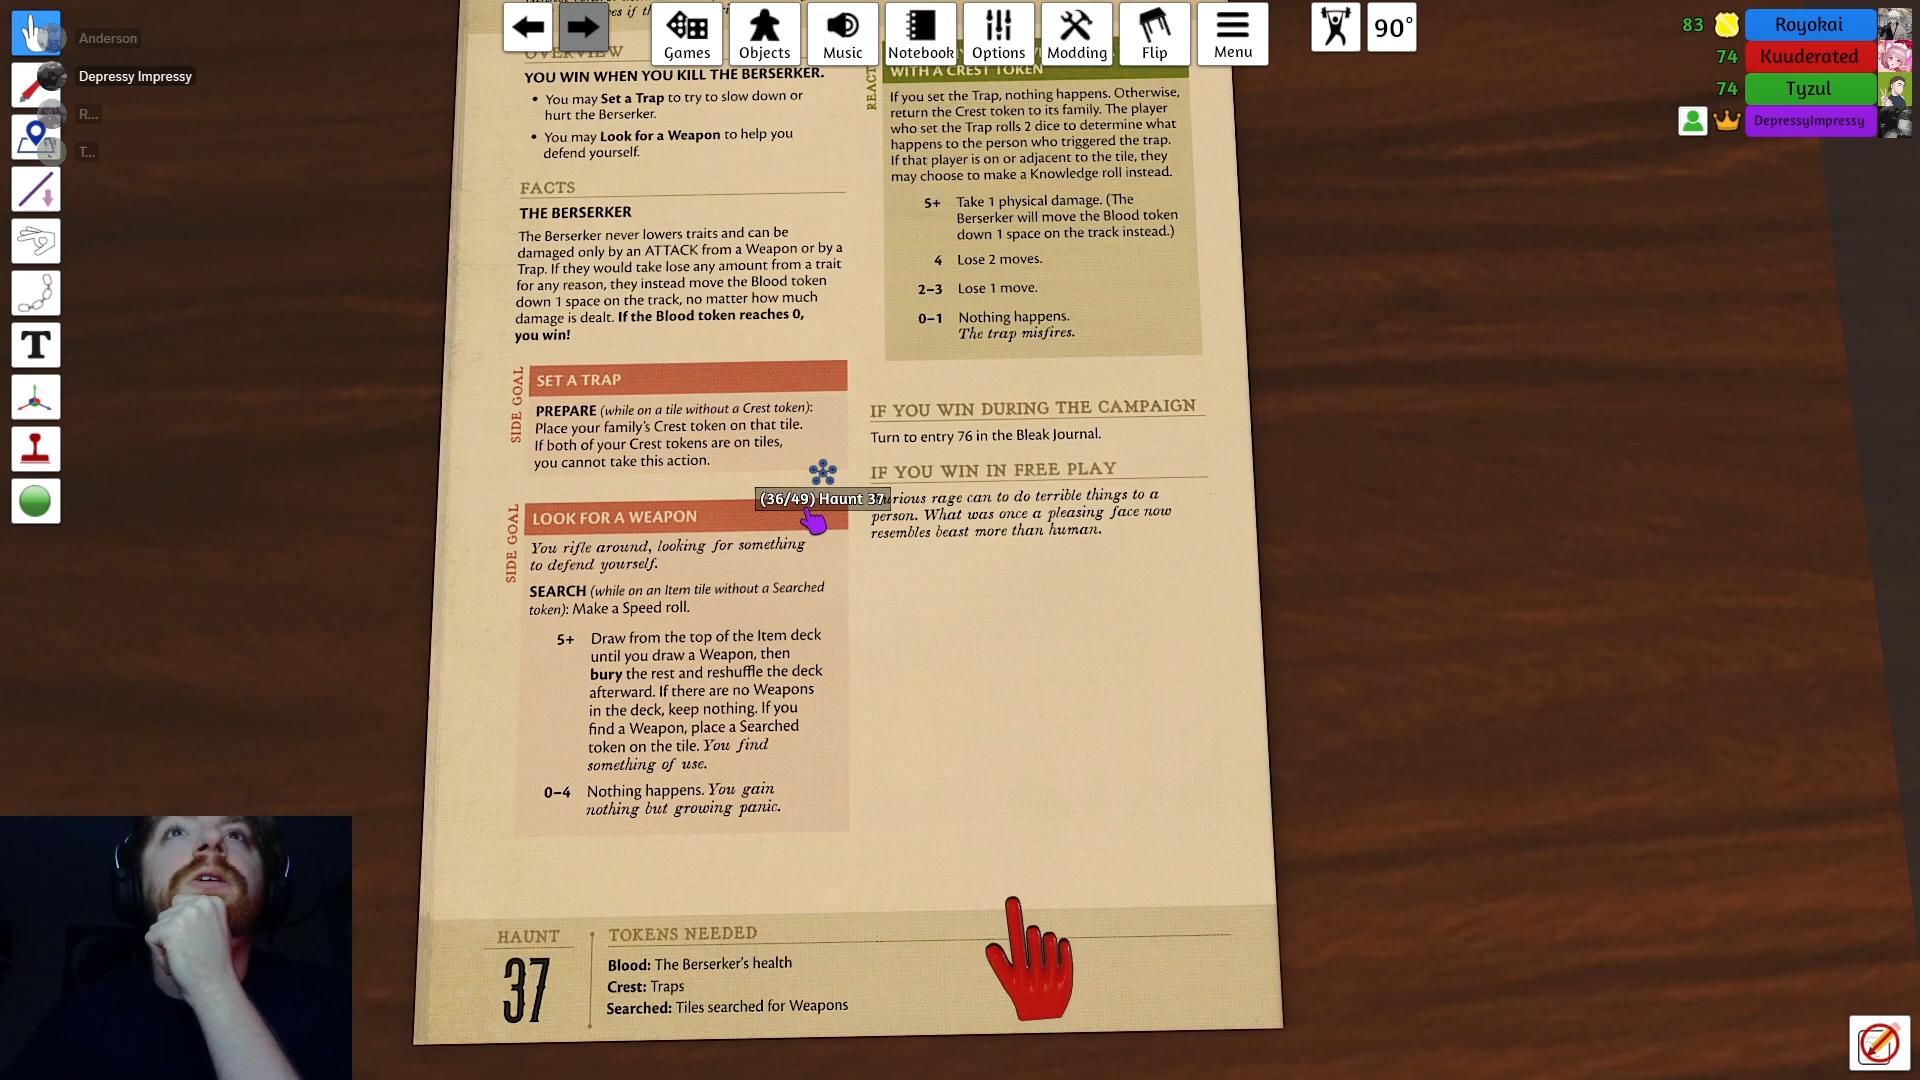 Anderson
Depressy Impressy
R...
T...
Games
Objects
Music
Notebook
Options
Modding
Flip
Menu
90°
83
Royokai
74
Kuuderated
74
Tyzul
DepressyImpressy
OVERVIEW
YOU WIN WHEN YOU KILL THE BERSERKER.
• You may Set a Trap to try to slow down or
hurt the Berserker.
• You may Look for a Weapon to help you
defend yourself.
FACTS
THE BERSERKER
The Berserker never lowers traits and can be
damaged only by an ATTACK from a Weapon or by a
Trap. If they would take lose any amount from a trait
for any reason, they instead move the Blood token
down 1 space on the track, no matter how much
damage is dealt. If the Blood token reaches 0,
you win!
SIDE GOAL
SET A TRAP
PREPARE (while on a tile without a Crest token):
Place your family's Crest token on that tile.
If both of your Crest tokens are on tiles,
you cannot take this action.
(36/49) Haunt 37
SIDE GOAL
LOOK FOR A WEAPON
You rifle around, looking for something
to defend yourself.
SEARCH (while on an Item tile without a Searched
token): Make a Speed roll.
5+ Draw from the top of the Item deck
until you draw a Weapon, then
bury the rest and reshuffle the deck
afterward. If there are no Weapons
in the deck, keep nothing. If you
find a Weapon, place a Searched
token on the tile. You find
something of use.
0–4 Nothing happens. You gain
nothing but growing panic.
WITH A CREST TOKEN
If you set the Trap, nothing happens. Otherwise,
return the Crest token to its family. The player
who set the Trap rolls 2 dice to determine what
happens to the person who triggered the trap.
If that player is on or adjacent to the tile, they
may choose to make a Knowledge roll instead.
5+ Take 1 physical damage. (The
Berserker will move the Blood token
down 1 space on the track instead.)
4 Lose 2 moves.
2–3 Lose 1 move.
0–1 Nothing happens.
The trap misfires.
IF YOU WIN DURING THE CAMPAIGN
Turn to entry 76 in the Bleak Journal.
IF YOU WIN IN FREE PLAY
rage can to do terrible things to a
person. What was once a pleasing face now
resembles beast more than human.
HAUNT
37
TOKENS NEEDED
Blood: The Berserker's health
Crest: Traps
Searched: Tiles searched for Weapons